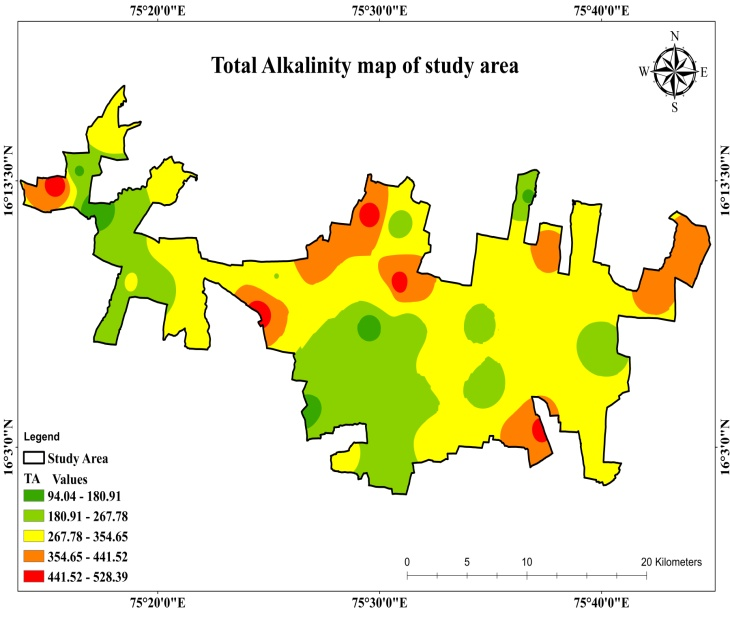 75°20'0"E 75°30'0"E 75°40'0"E
Total Alkalinity map of study area
N
W E
S
16°13'30"N 16°13'30"N
16°3'0"N 16°3'0"N
Legend
Study Area
TA Values
94.04 - 180.91
180.91 - 267.78
267.78 - 354.65
354.65 - 441.52
441.52 - 528.39
0 5 10 20 Kilometers
75°20'0"E 75°30'0"E 75°40'0"E